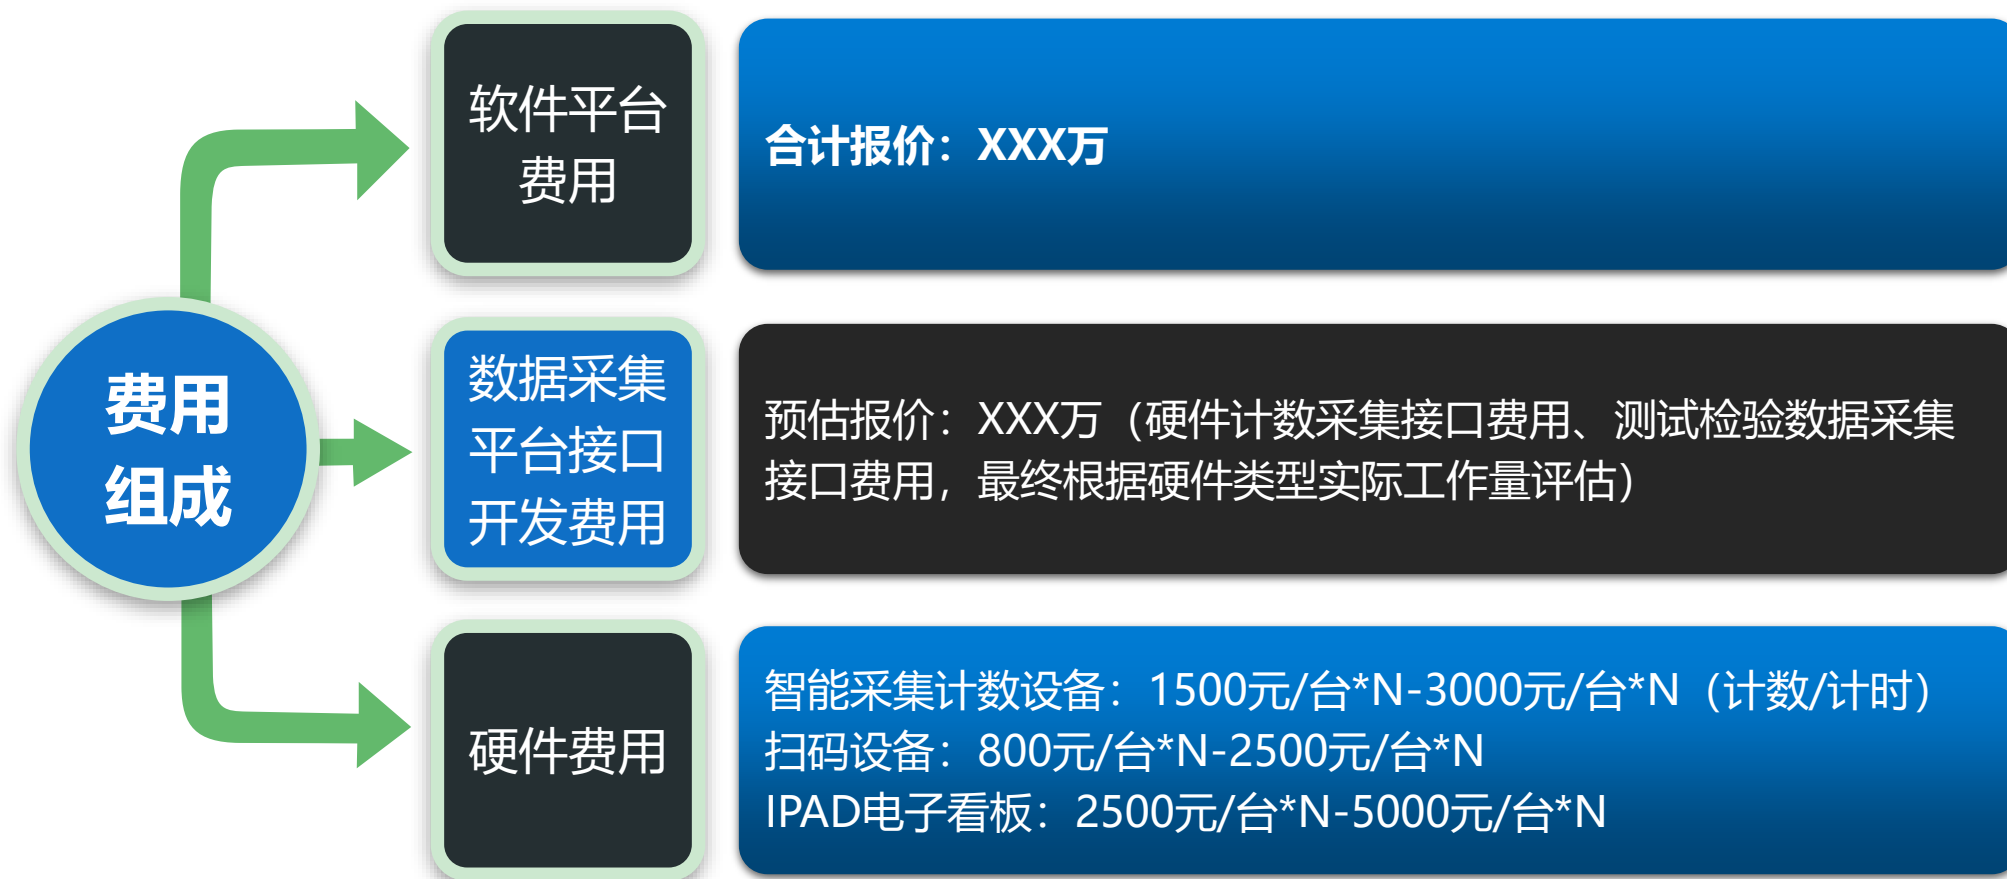 费用
组成
软件平台
费用
合计报价：XXX万
数据采集
平台接口
开发费用
预估报价：XXX万（硬件计数采集接口费用、测试检验数据采集
接口费用，最终根据硬件类型实际工作量评估）
硬件费用
智能采集计数设备：1500元/台*N-3000元/台*N（计数/计时）
扫码设备：800元/台*N-2500元/台*N
IPAD电子看板：2500元/台*N-5000元/台*N